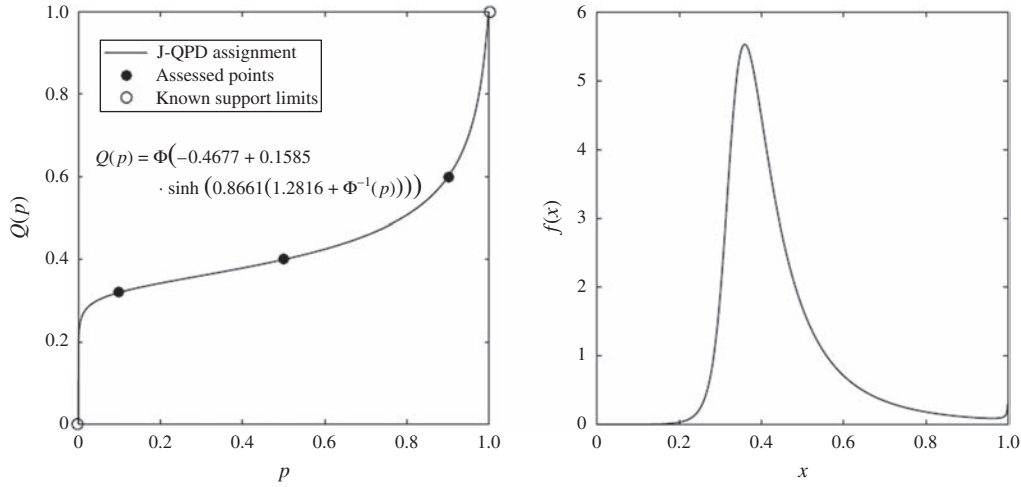 1.0
0.8
0.6
0.4
0.2
0
Q(p)
J-QPD assignment
Assessed points
Known support limits
Q(p) = Φ(−0.4677 + 0.1585
· sinh (0.8661(1.2816 + Φ⁻¹(p))))
0 0.2 0.4 0.6 0.8 1.0
p
6
5
4
3
2
1
0
f(x)
0 0.2 0.4 0.6 0.8 1.0
x